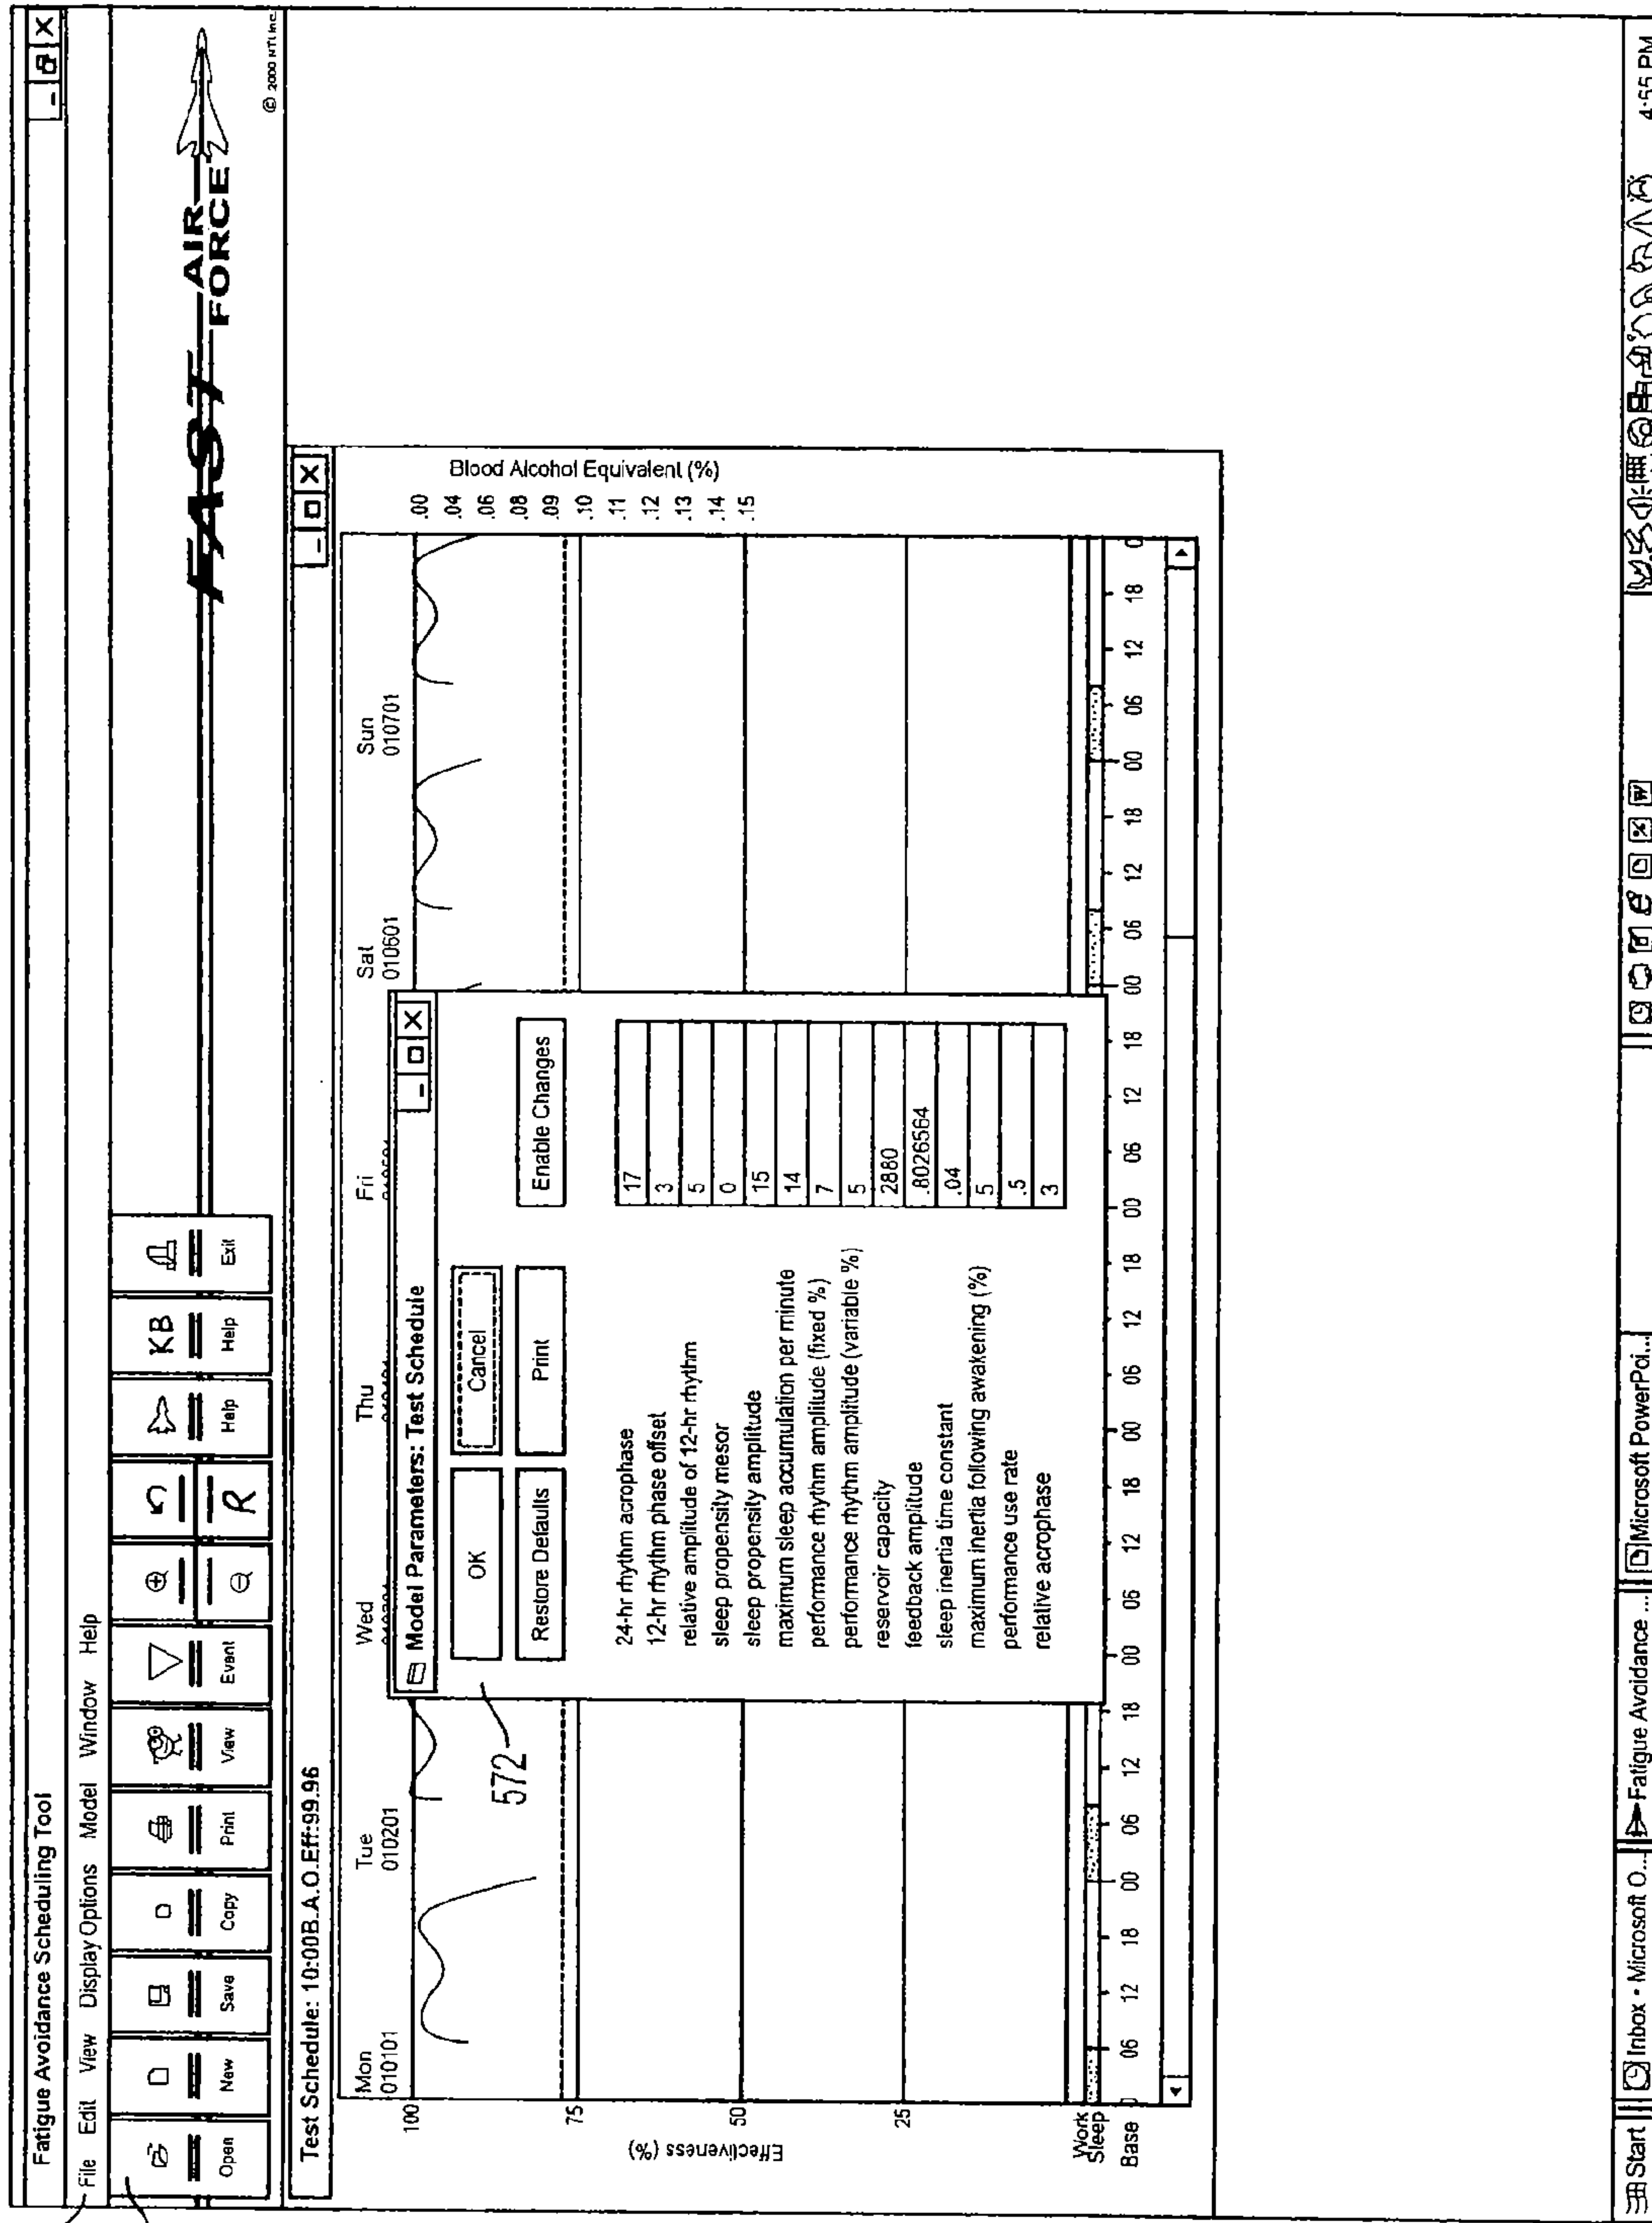 Fatigue Avoidance Scheduling Tool
File Edit View Display Options Model Window Help
Open New Save Copy Print View Event R Help KB Help Exit
FAST AIR FORCE
© 2000 NTI Inc.
Test Schedule: 10:00B.A.O.Eff:99.96
Mon Tue Wed Thu Fri Sat Sun
010101 010201 010601 010701
Effectiveness (%)
100
75
50
25
Blood Alcohol Equivalent (%)
.00
.04
.06
.08
.09
.10
.11
.12
.13
.14
.15
Model Parameters: Test Schedule
OK Cancel
Restore Defaults Print Enable Changes
572
24-hr rhythm acrophase 17
12-hr rhythm phase offset 3
relative amplitude of 12-hr rhythm 5
sleep propensity mesor 0
sleep propensity amplitude 15
maximum sleep accumulation per minute 14
performance rhythm amplitude (fixed %) 7
performance rhythm amplitude (variable %) 5
reservoir capacity 2880
feedback amplitude .8026564
sleep inertia time constant .04
maximum inertia following awakening (%) 5
performance use rate .5
relative acrophase 3
Work
Sleep
Base 0 06 12 18 00 06 12 18 00 06 12 18 00 06 12 18 00 06 12 18 00 06 12 18 00 06 12 18 0
Start Inbox - Microsoft O... Fatigue Avoidance ... Microsoft PowerPoi... 4:55 PM